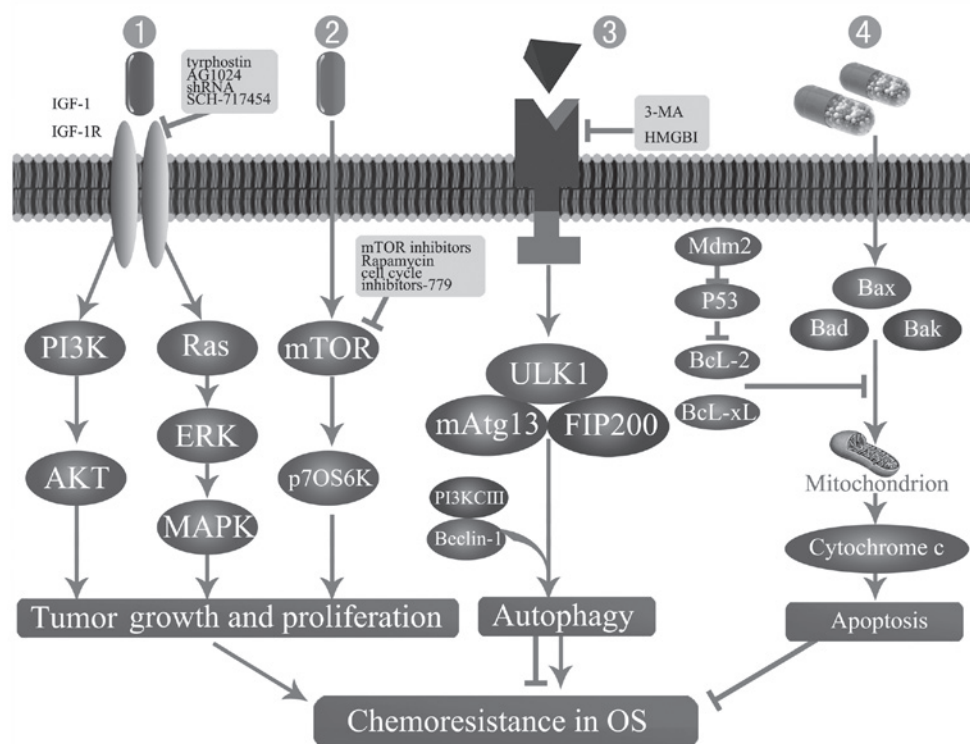 1
2
3
4
tyrphostin
AG1024
shRNA
SCH-717454
IGF-1
IGF-1R
3-MA
HMGBI
mTOR inhibitors
Rapamycin
cell cycle
inhibitors-779
Mdm2
P53
BcL-2
BcL-xL
Bax
Bad
Bak
PI3K
Ras
mTOR
ULK1
mAtg13
FIP200
ERK
AKT
p7OS6K
MAPK
PI3KCIII
Beclin-1
Mitochondrion
Cytochrome c
Tumor growth and proliferation
Autophagy
Apoptosis
Chemoresistance in OS